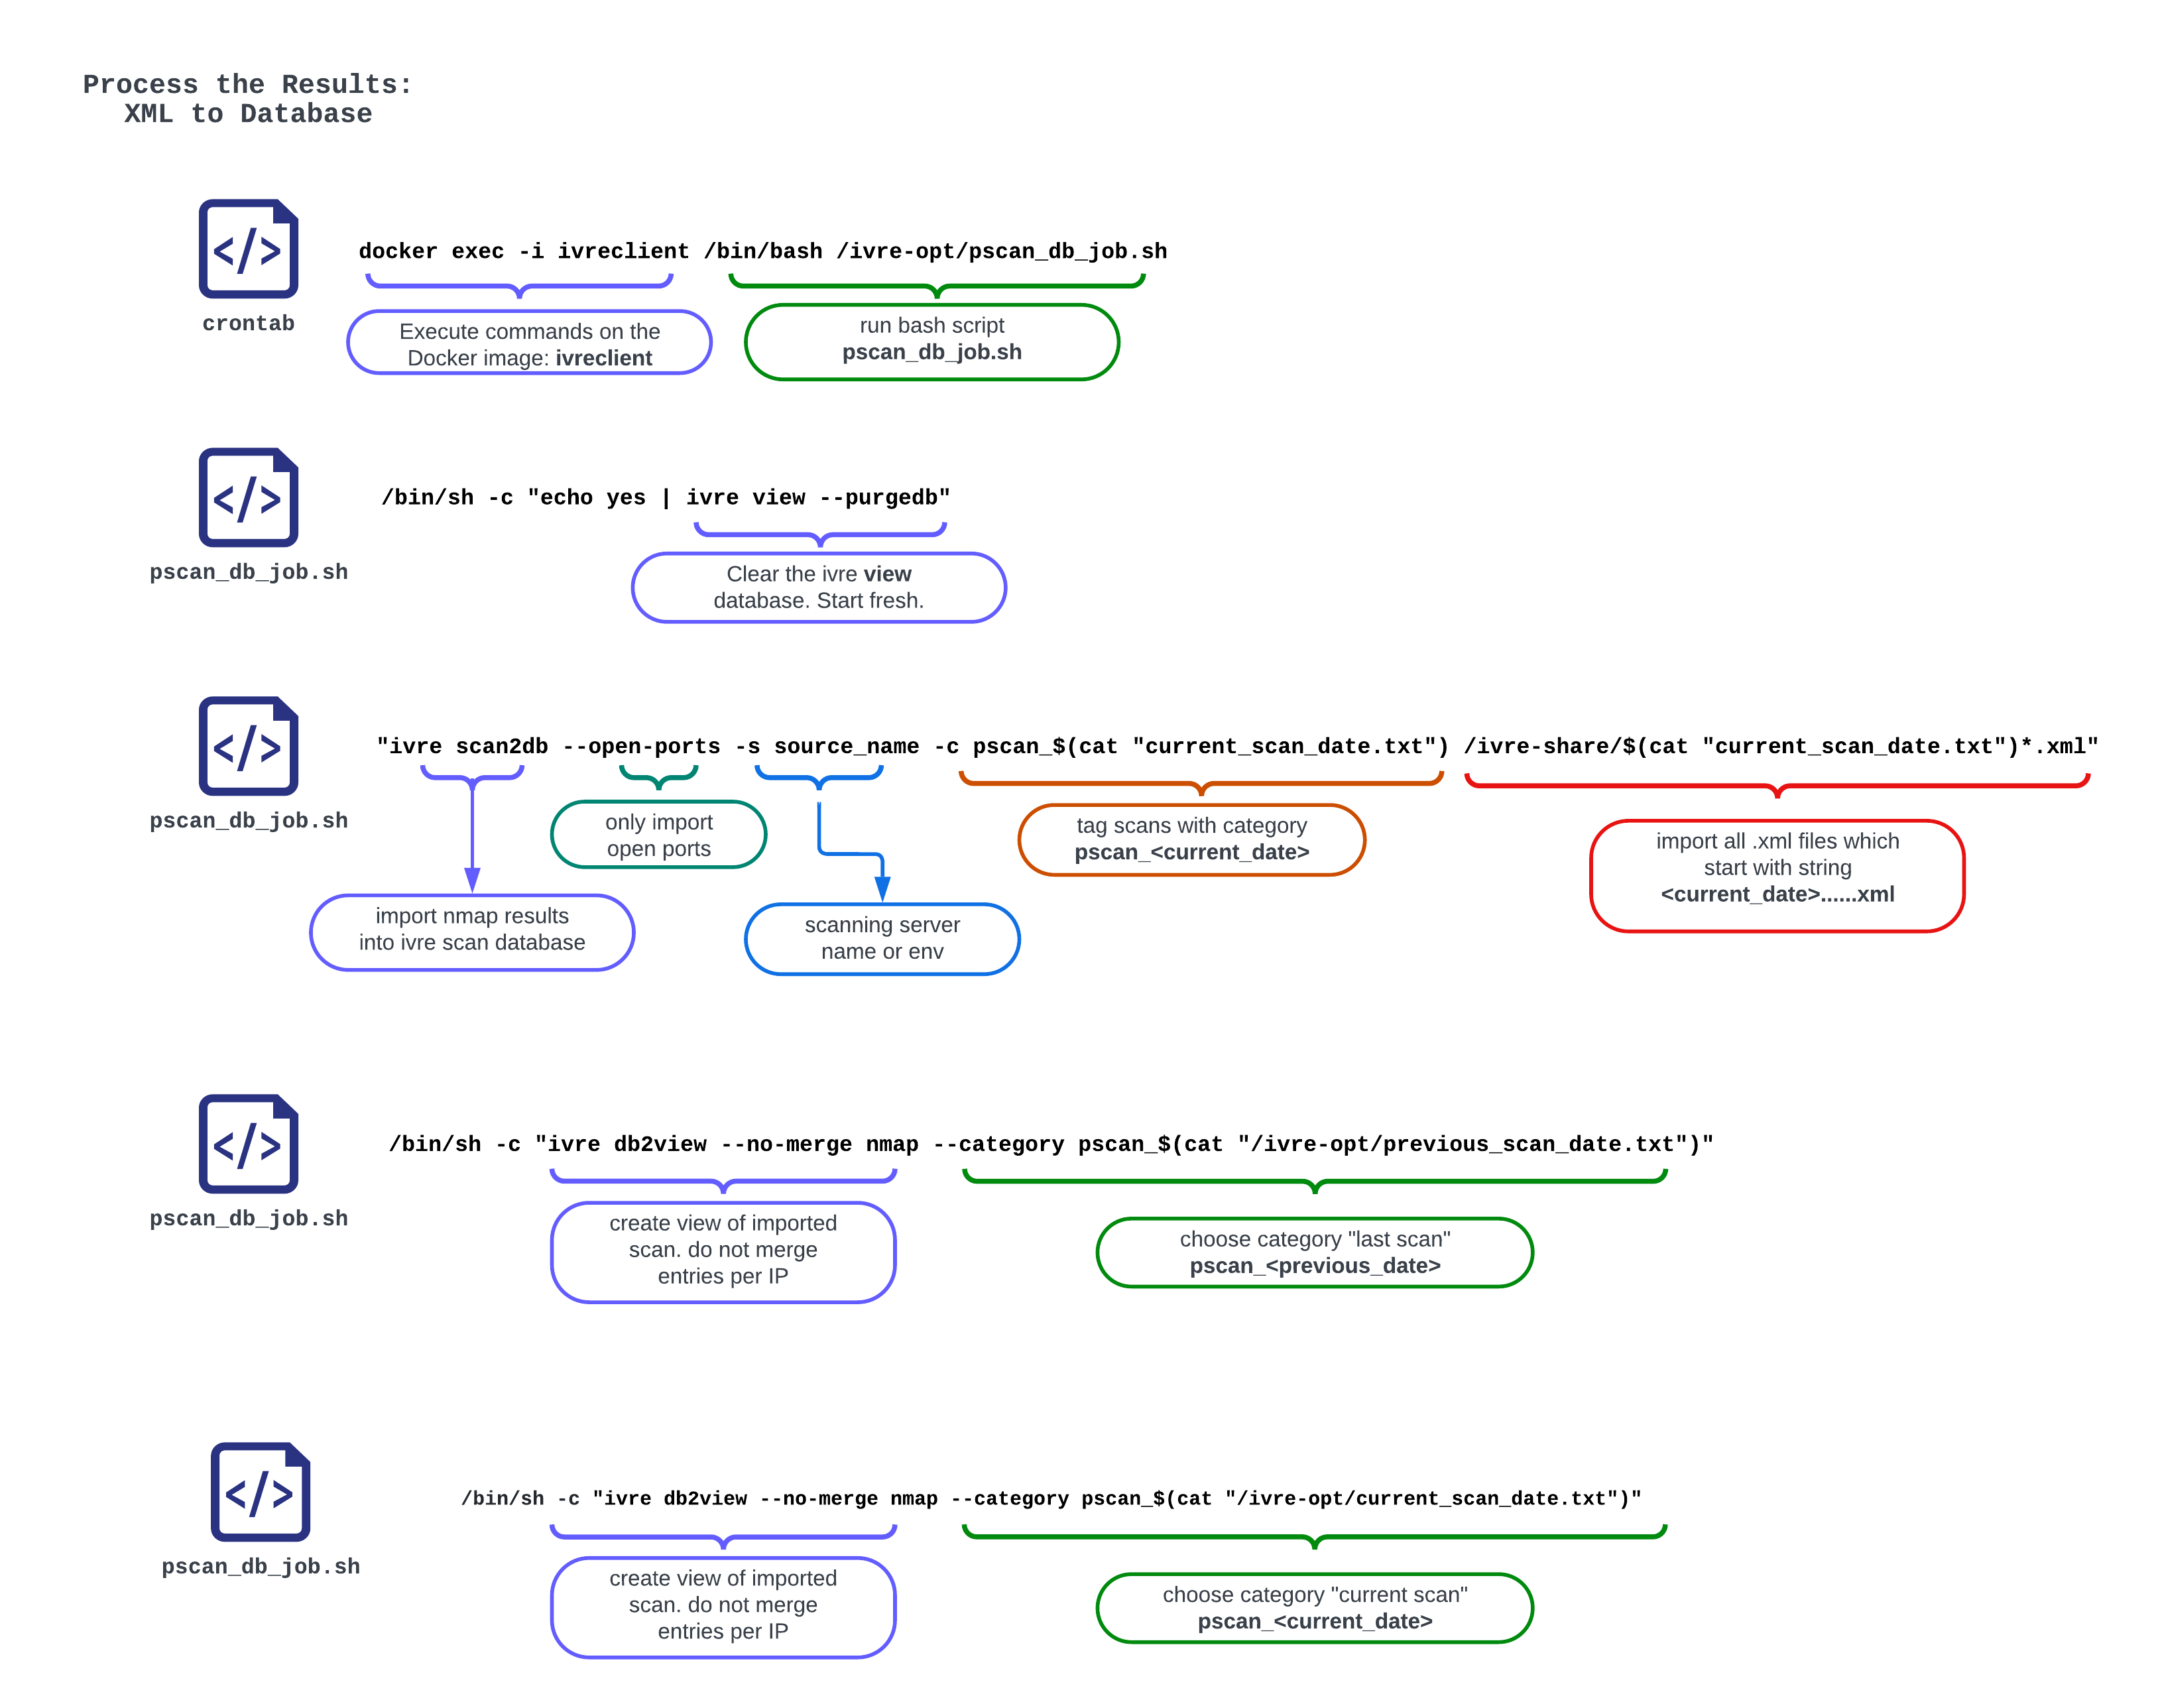 Process the Results:
XML to Database
</>
crontab
docker exec -i ivreclient /bin/bash /ivre-opt/pscan_db_job.sh
Execute commands on the
Docker image: ivreclient
run bash script
pscan_db_job.sh
</>
pscan_db_job.sh
/bin/sh -c "echo yes | ivre view --purgedb"
Clear the ivre view
database. Start fresh.
</>
pscan_db_job.sh
"ivre scan2db --open-ports -s source_name -c pscan_$(cat "current_scan_date.txt") /ivre-share/$(cat "current_scan_date.txt")*.xml"
import nmap results
into ivre scan database
only import
open ports
scanning server
name or env
tag scans with category
pscan_<current_date>
import all .xml files which
start with string
<current_date>......xml
</>
pscan_db_job.sh
/bin/sh -c "ivre db2view --no-merge nmap --category pscan_$(cat "/ivre-opt/previous_scan_date.txt")"
create view of imported
scan. do not merge
entries per IP
choose category "last scan"
pscan_<previous_date>
</>
pscan_db_job.sh
/bin/sh -c "ivre db2view --no-merge nmap --category pscan_$(cat "/ivre-opt/current_scan_date.txt")"
create view of imported
scan. do not merge
entries per IP
choose category "current scan"
pscan_<current_date>